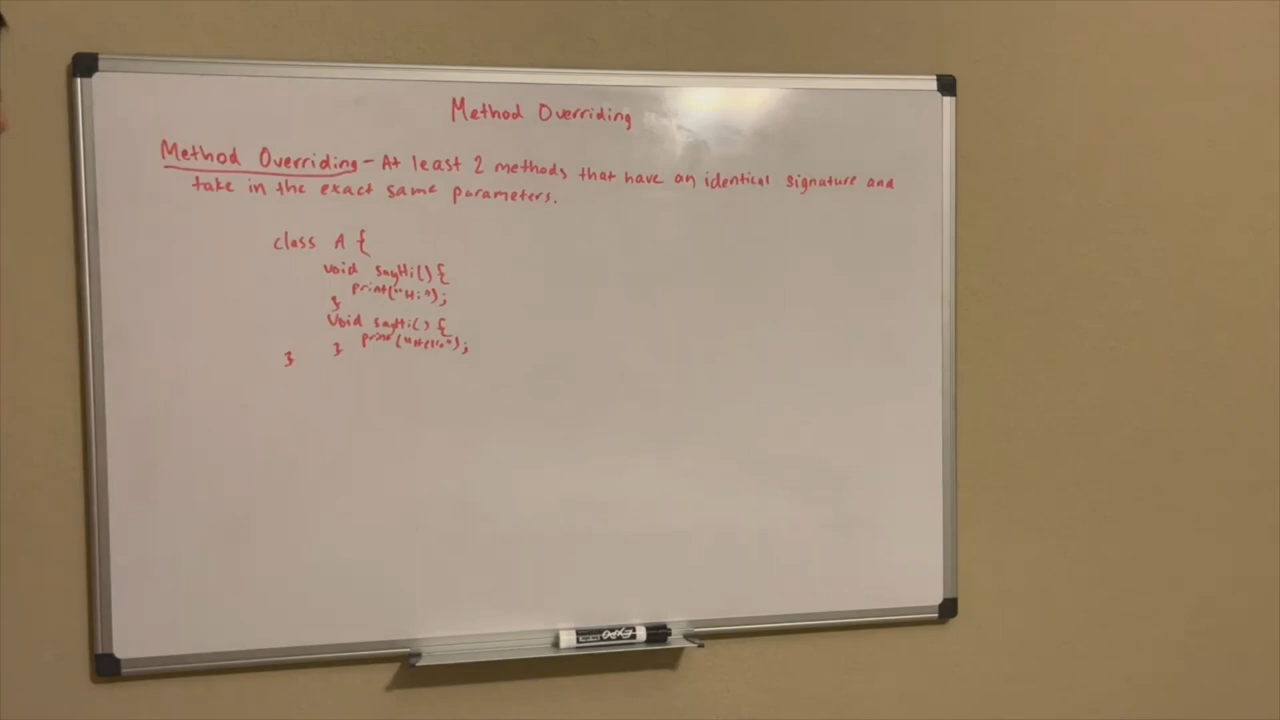 Method Overriding
Method Overriding - At least 2 methods that have an identical signature and
take in the exact same parameters.
class A {
void sayHi() {
print("Hi");
}
void sayHi() {
print("Hello");
}
}
EXPO